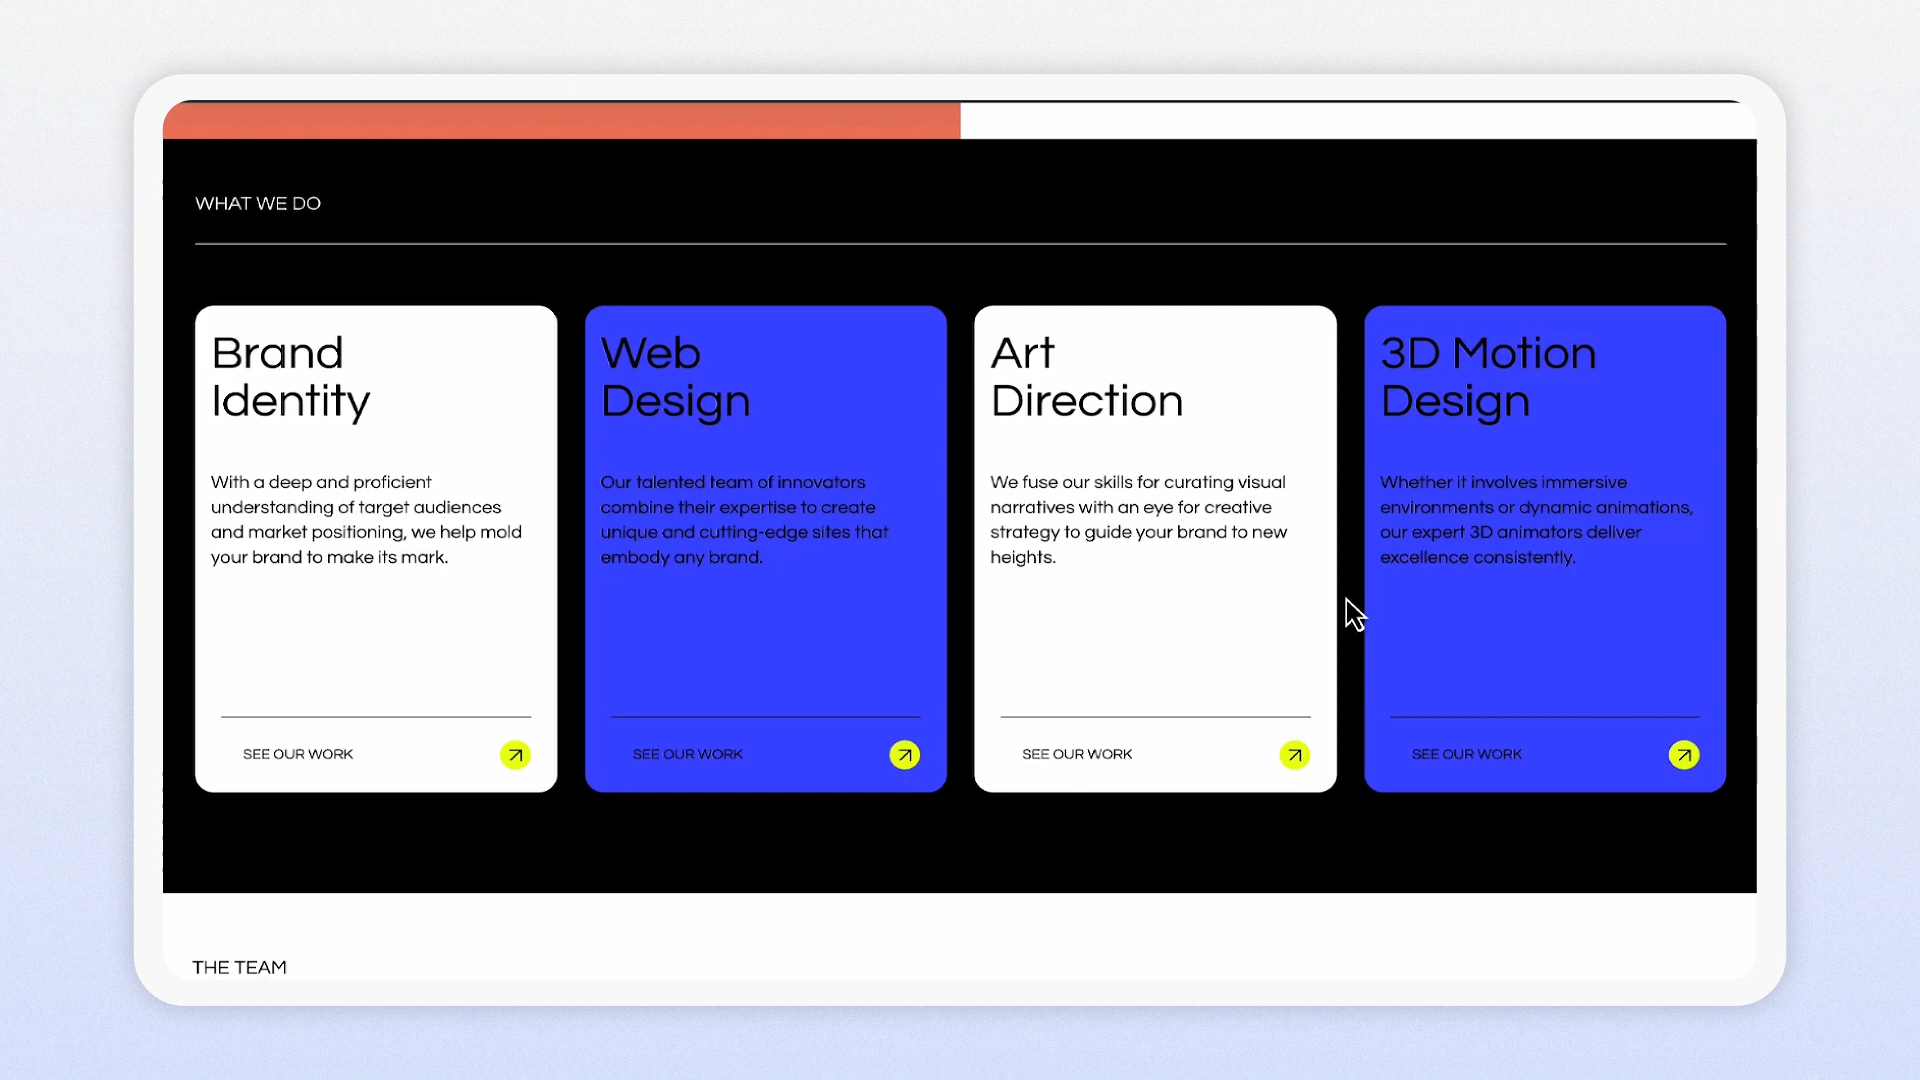 WHAT WE DO
Brand
Identity
With a deep and proficient
understanding of target audiences
and market positioning, we help mold
your brand to make its mark.
SEE OUR WORK
Web
Design
Our talented team of innovators
combine their expertise to create
unique and cutting-edge sites that
embody any brand.
SEE OUR WORK
Art
Direction
We fuse our skills for curating visual
narratives with an eye for creative
strategy to guide your brand to new
heights.
SEE OUR WORK
3D Motion
Design
Whether it involves immersive
environments or dynamic animations,
our expert 3D animators deliver
excellence consistently.
SEE OUR WORK
THE TEAM